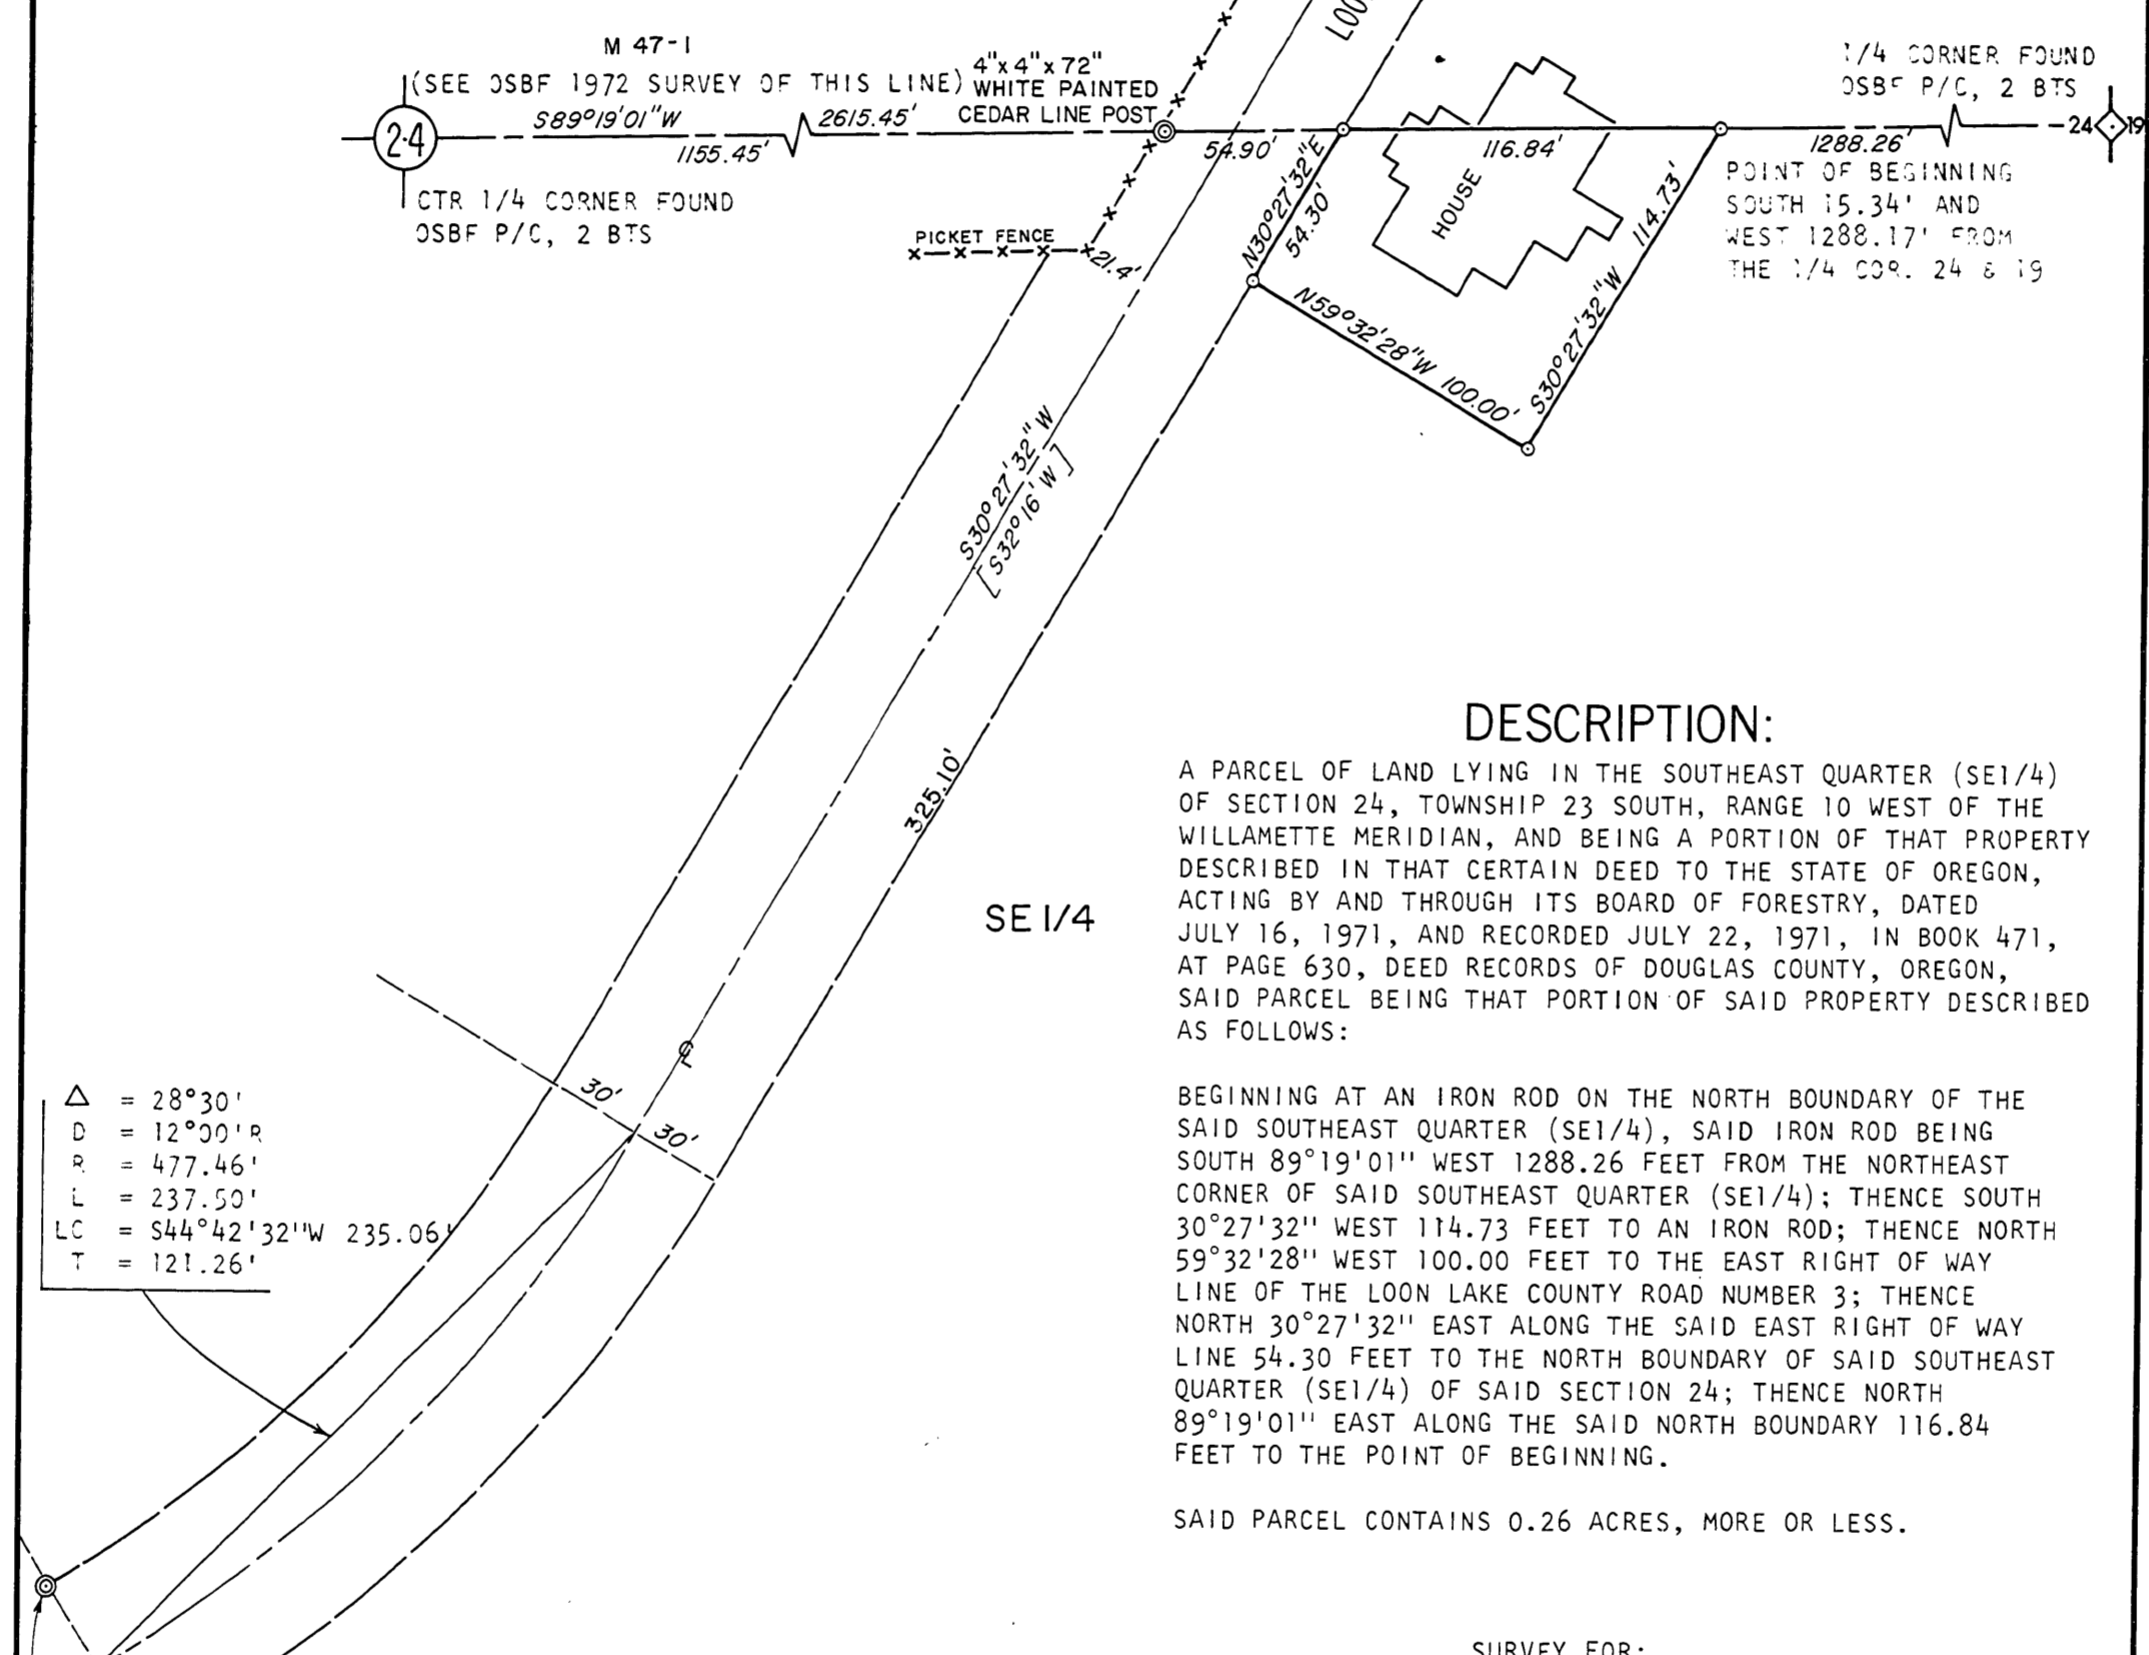 M 47-1
(SEE OSBF 1972 SURVEY OF THIS LINE)
4"x 4" x 72"
WHITE PAINTED
CEDAR LINE POST
LOO
1/4 CORNER FOUND
OSBF P/C, 2 BTS
2·4
S89°19'01"W
2615.45'
1155.45'
54.90'
116.84'
1288.26'
24
19
CTR 1/4 CORNER FOUND
OSBF P/C, 2 BTS
PICKET FENCE
21.4'
N30°27'32"E
54.30'
HOUSE
114.73'
S30°27'32"W
N59°32'28"W 100.00'
POINT OF BEGINNING
SOUTH 15.34' AND
WEST 1288.17' FROM
THE 1/4 COR. 24 & 19
S30°27'32"W
[S32°16'W]
325.10'
SE 1/4
℄
30'
30'
△ = 28°30'
D = 12°00'R
R = 477.46'
L = 237.50'
LC = S44°42'32"W 235.06'
T = 121.26'
DESCRIPTION:
A PARCEL OF LAND LYING IN THE SOUTHEAST QUARTER (SE1/4)
OF SECTION 24, TOWNSHIP 23 SOUTH, RANGE 10 WEST OF THE
WILLAMETTE MERIDIAN, AND BEING A PORTION OF THAT PROPERTY
DESCRIBED IN THAT CERTAIN DEED TO THE STATE OF OREGON,
ACTING BY AND THROUGH ITS BOARD OF FORESTRY, DATED
JULY 16, 1971, AND RECORDED JULY 22, 1971, IN BOOK 471,
AT PAGE 630, DEED RECORDS OF DOUGLAS COUNTY, OREGON,
SAID PARCEL BEING THAT PORTION OF SAID PROPERTY DESCRIBED
AS FOLLOWS:
BEGINNING AT AN IRON ROD ON THE NORTH BOUNDARY OF THE
SAID SOUTHEAST QUARTER (SE1/4), SAID IRON ROD BEING
SOUTH 89°19'01" WEST 1288.26 FEET FROM THE NORTHEAST
CORNER OF SAID SOUTHEAST QUARTER (SE1/4); THENCE SOUTH
30°27'32" WEST 114.73 FEET TO AN IRON ROD; THENCE NORTH
59°32'28" WEST 100.00 FEET TO THE EAST RIGHT OF WAY
LINE OF THE LOON LAKE COUNTY ROAD NUMBER 3; THENCE
NORTH 30°27'32" EAST ALONG THE SAID EAST RIGHT OF WAY
LINE 54.30 FEET TO THE NORTH BOUNDARY OF SAID SOUTHEAST
QUARTER (SE1/4) OF SAID SECTION 24; THENCE NORTH
89°19'01" EAST ALONG THE SAID NORTH BOUNDARY 116.84
FEET TO THE POINT OF BEGINNING.
SAID PARCEL CONTAINS 0.26 ACRES, MORE OR LESS.
SURVEY FOR: